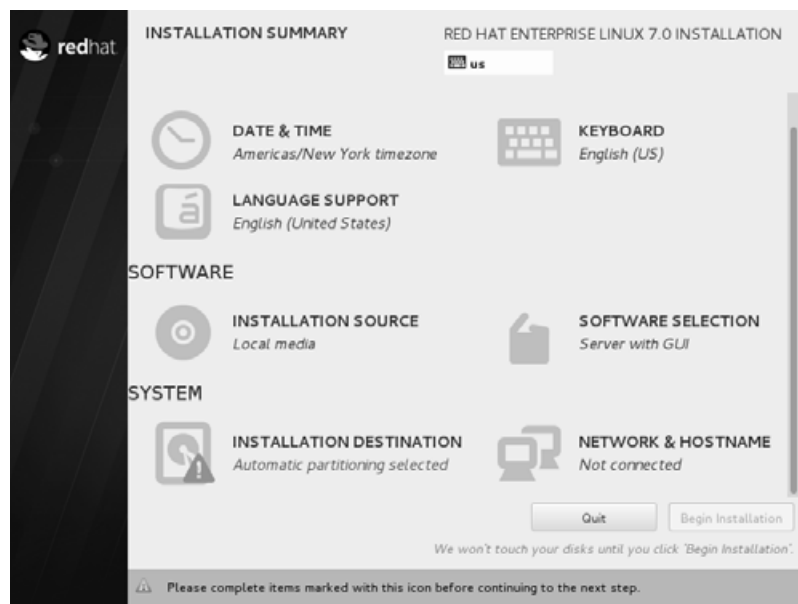 redhat
INSTALLATION SUMMARY
RED HAT ENTERPRISE LINUX 7.0 INSTALLATION
us
DATE & TIME
Americas/New York timezone
KEYBOARD
English (US)
LANGUAGE SUPPORT
English (United States)
SOFTWARE
INSTALLATION SOURCE
Local media
SOFTWARE SELECTION
Server with GUI
SYSTEM
INSTALLATION DESTINATION
Automatic partitioning selected
NETWORK & HOSTNAME
Not connected
Quit
Begin Installation
We won't touch your disks until you click 'Begin Installation'.
Please complete items marked with this icon before continuing to the next step.